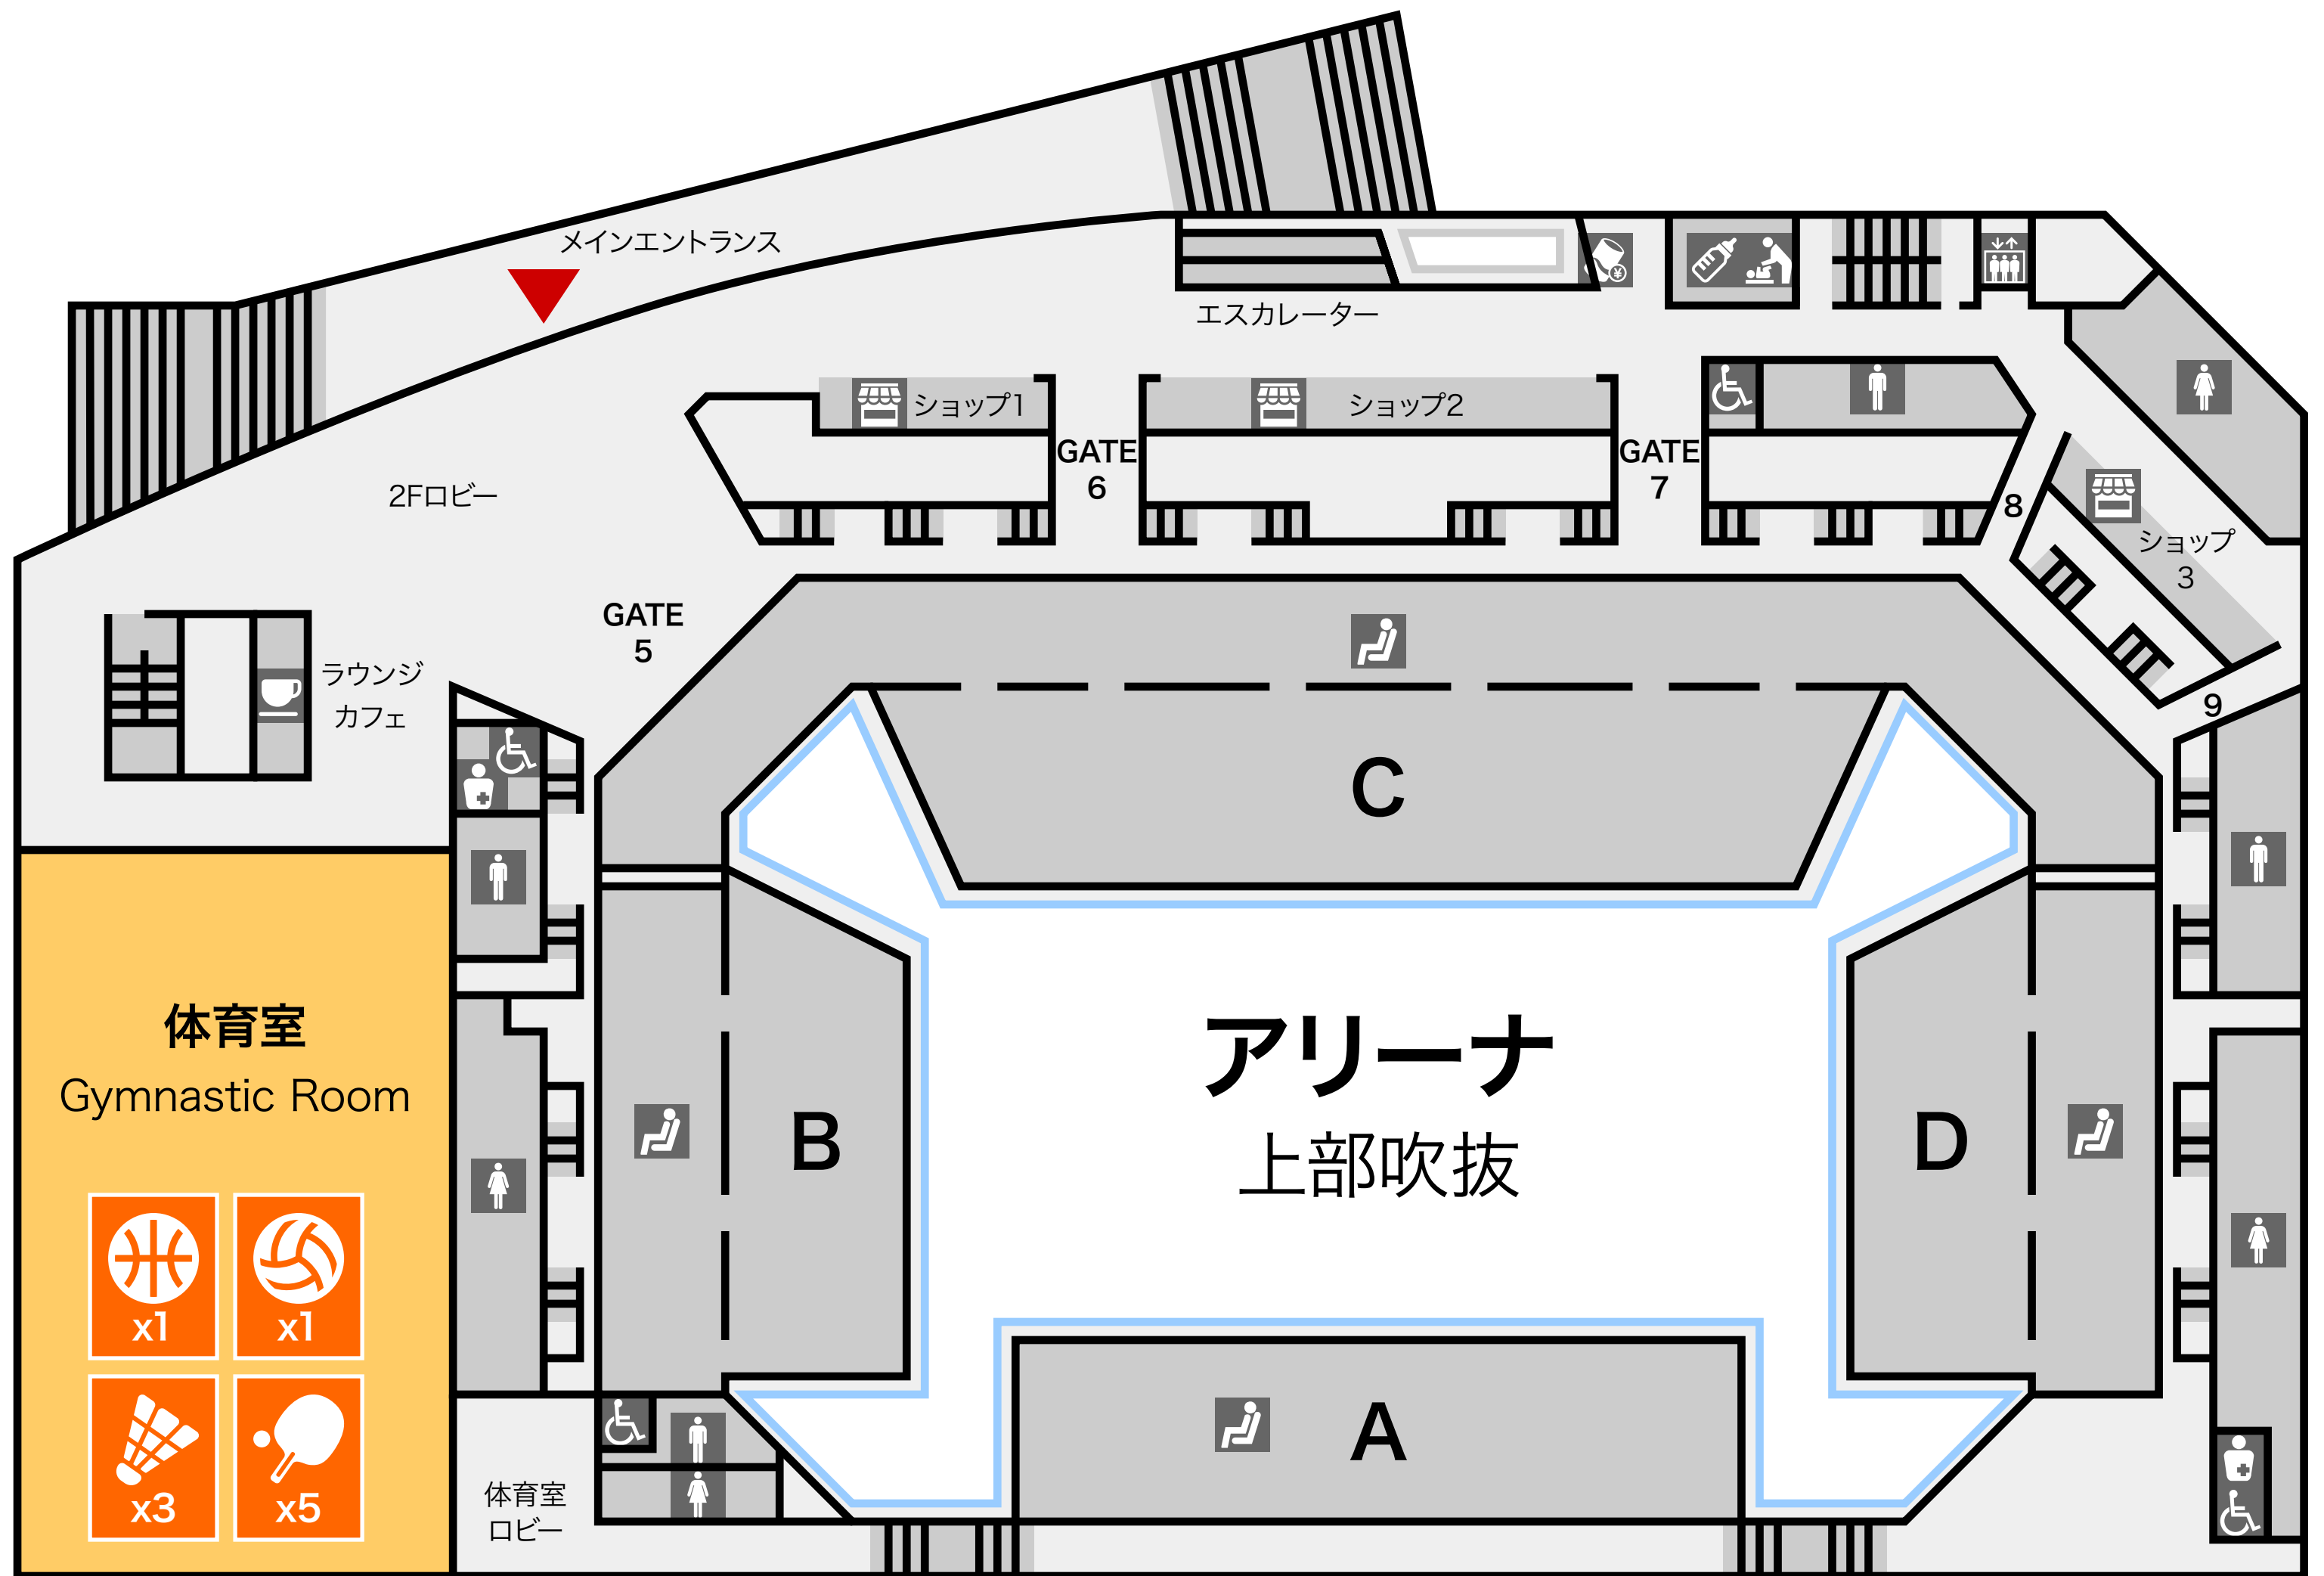 メインエントランス
エスカレーター
ショップ1
ショップ2
GATE
6
GATE
7
8
2Fロビー
ショップ
3
GATE
5
ラウンジ
カフェ
9
C
体育室
Gymnastic Room
アリーナ
上部吹抜
B
D
x1
x1
x3
x5
A
体育室
ロビー
¥